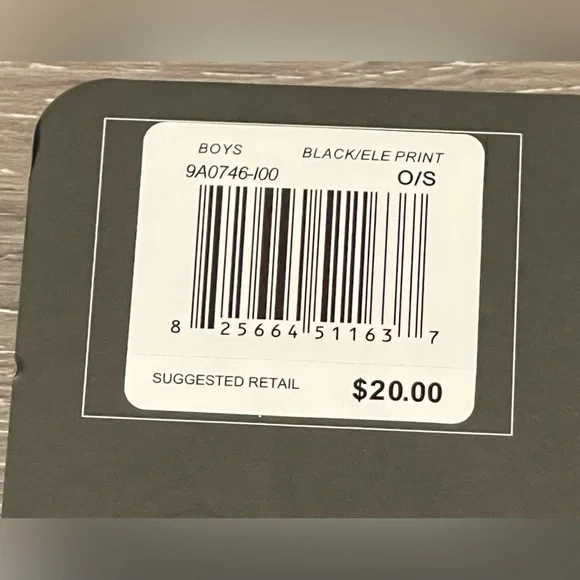 BOYS BLACK/ELE PRINT
9A0746-I00 O/S
8 25664 51163 7
SUGGESTED RETAIL $20.00